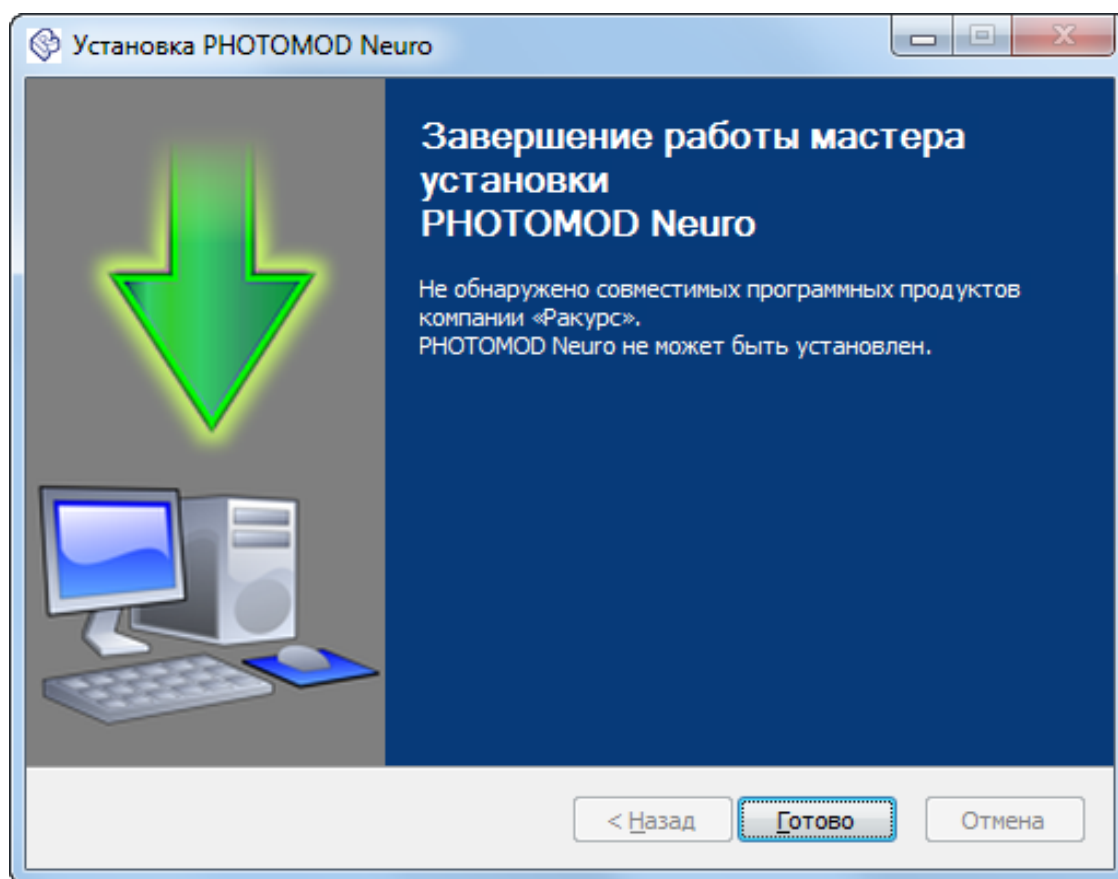 Установка PHOTOMOD Neuro
Завершение работы мастера
установки
PHOTOMOD Neuro
Не обнаружено совместимых программных продуктов
компании «Ракурс».
PHOTOMOD Neuro не может быть установлен.
< Назад
Готово
Отмена